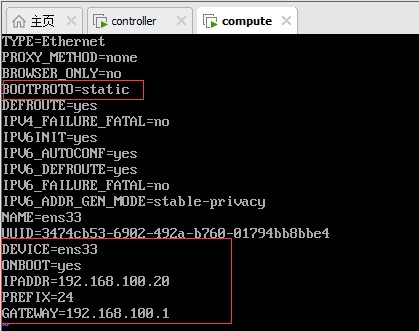 主页
controller
compute
TYPE=Ethernet
PROXY_METHOD=none
BROWSER_ONLY=no
BOOTPROTO=static
DEFROUTE=yes
IPV4_FAILURE_FATAL=no
IPV6INIT=yes
IPV6_AUTOCONF=yes
IPV6_DEFROUTE=yes
IPV6_FAILURE_FATAL=no
IPV6_ADDR_GEN_MODE=stable-privacy
NAME=ens33
UUID=3474cb53-6902-492a-b760-01794bb8bbe4
DEVICE=ens33
ONBOOT=yes
IPADDR=192.168.100.20
PREFIX=24
GATEWAY=192.168.100.1